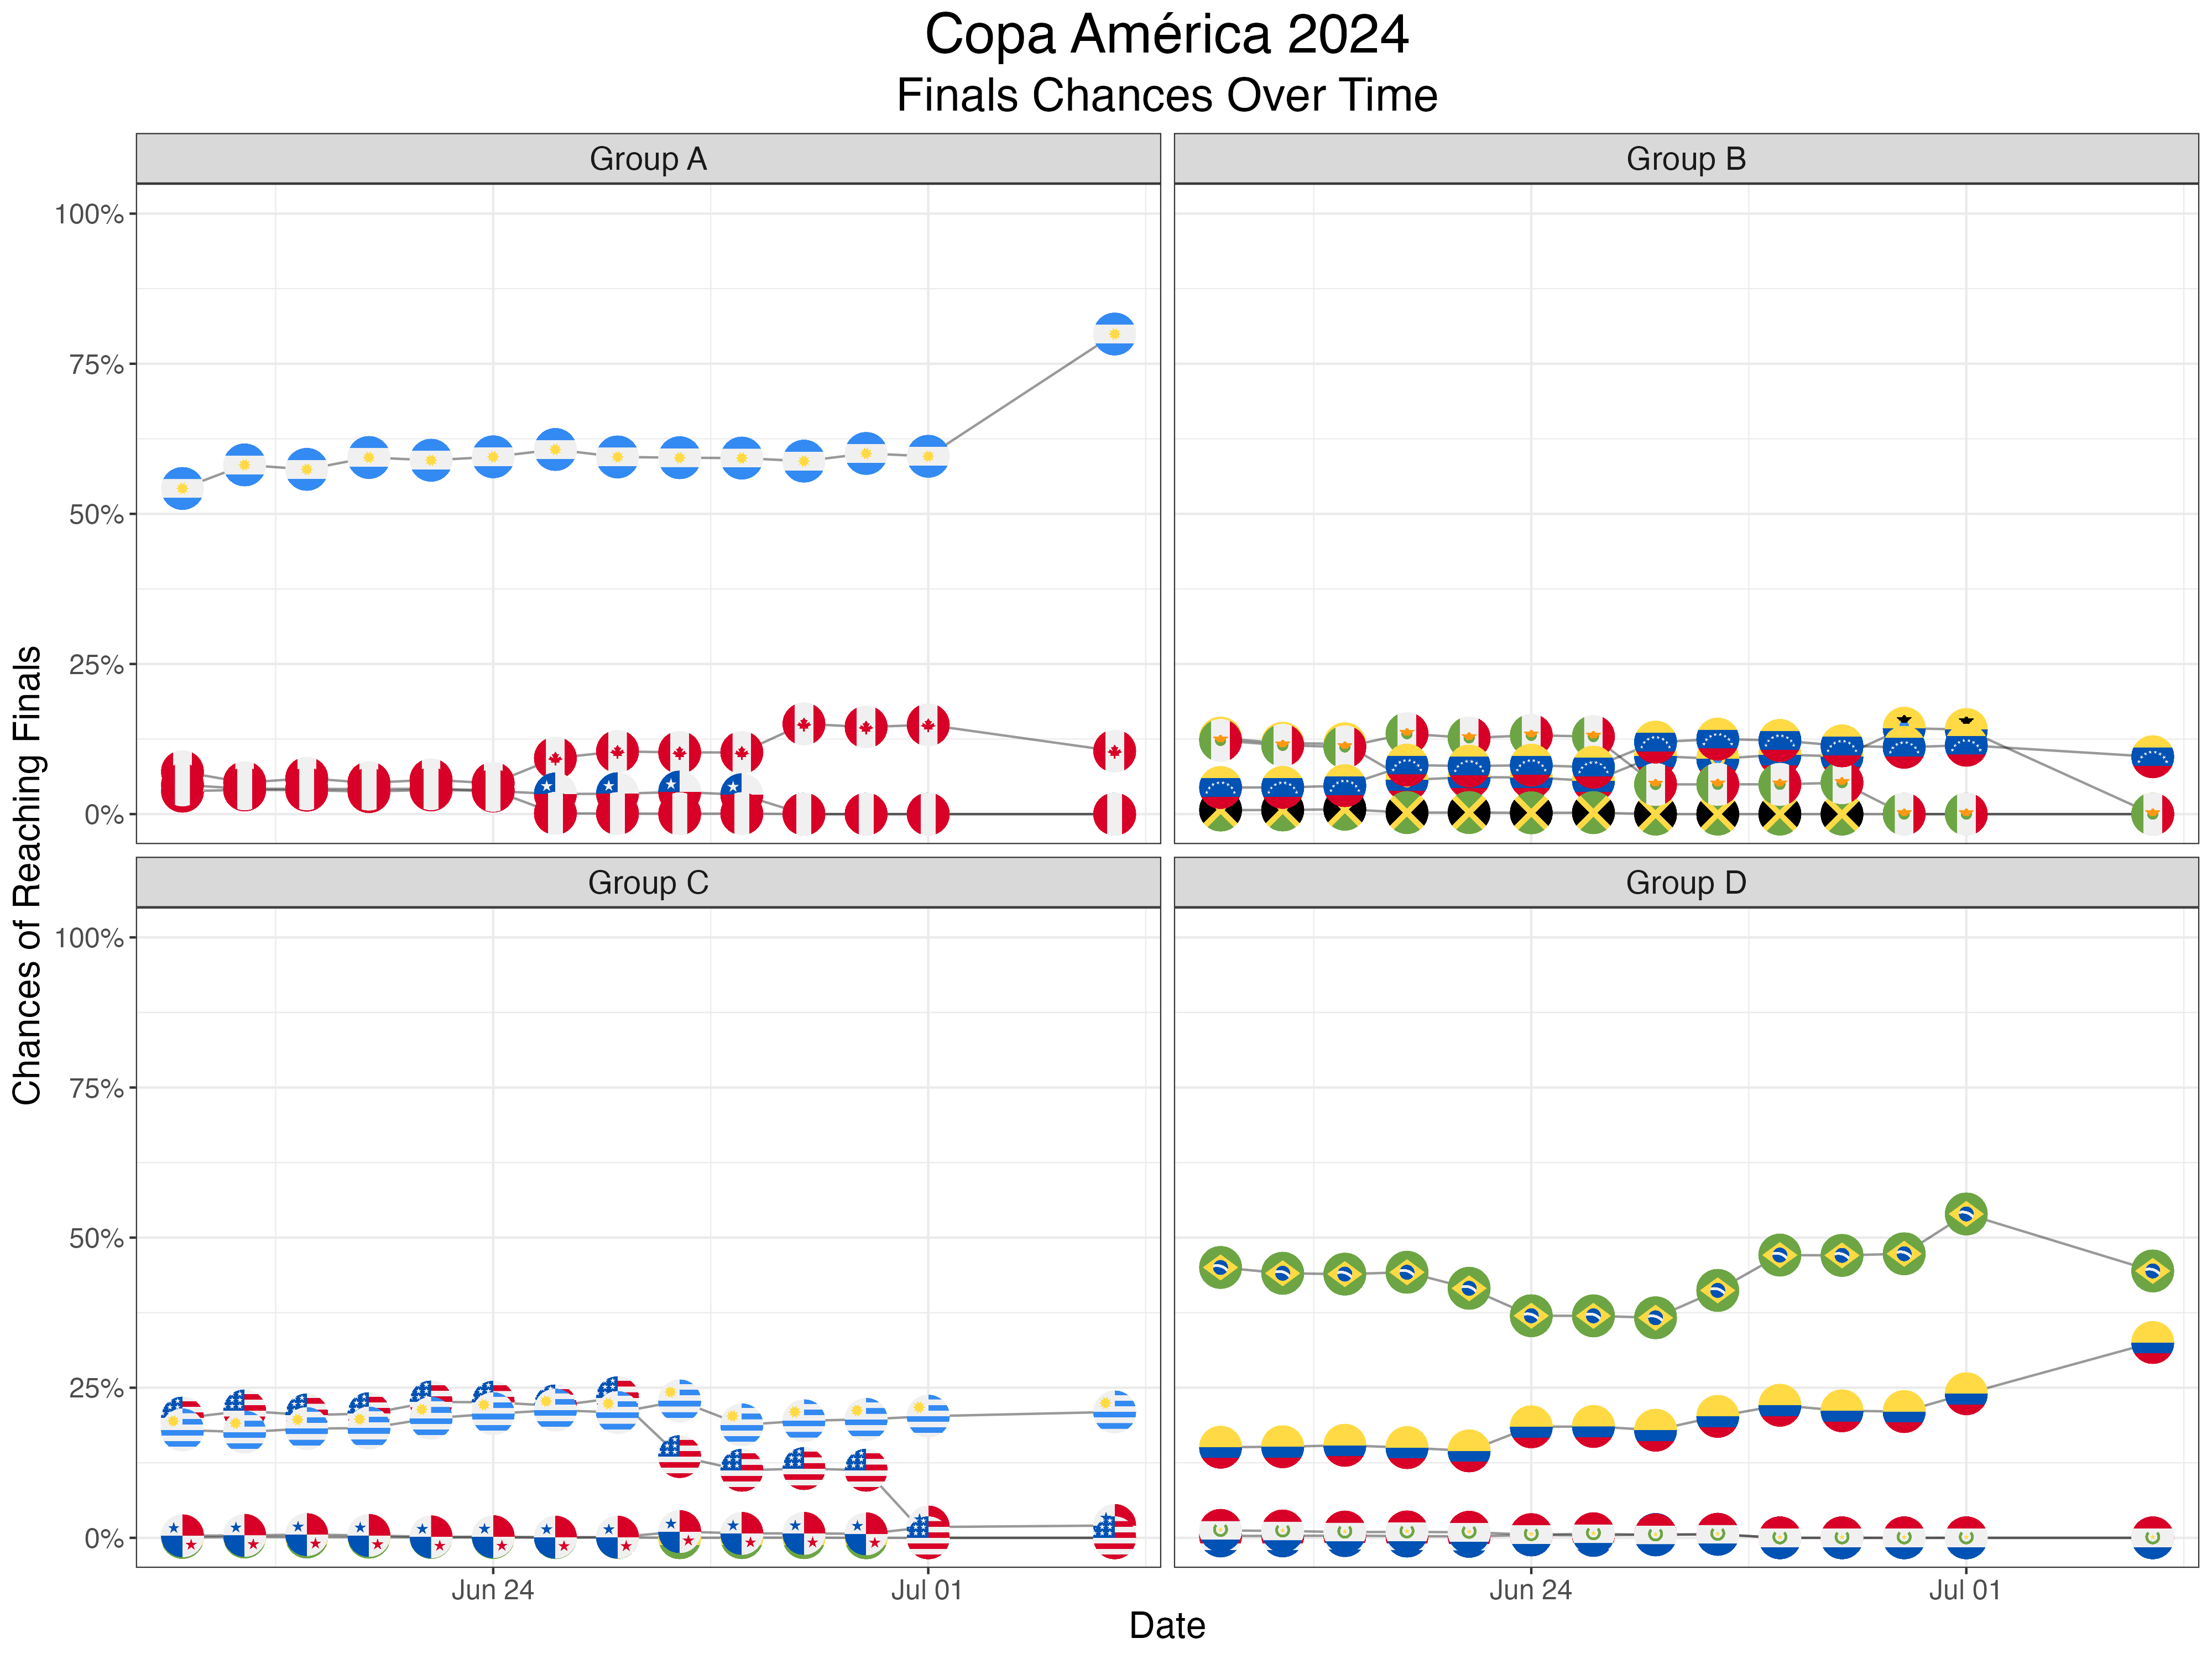 Copa América 2024
Finals Chances Over Time
Group A
Group B
100%
75%
50%
25%
0%
Chances of Reaching Finals
Group C
Group D
100%
75%
50%
25%
0%
Jun 24
Jul 01
Jun 24
Jul 01
Date